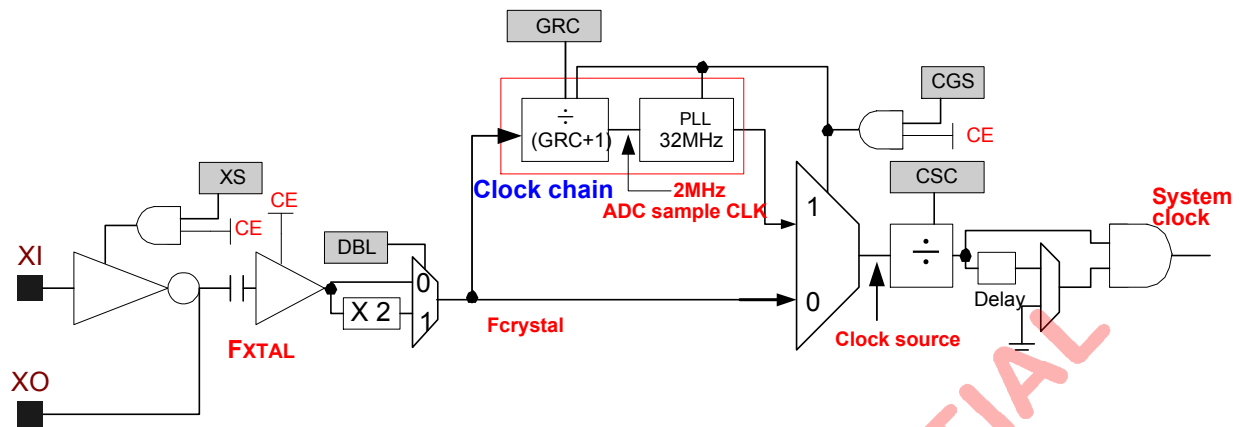 GRC
CGS
CE
÷
(GRC+1)
PLL
32MHz
XS
CE
CE
Clock chain
2MHz
ADC sample CLK
CSC
System
clock
XI
DBL
1
0
÷
X 2
1
0
Delay
FXTAL
Fcrystal
Clock source
XO
TIAL